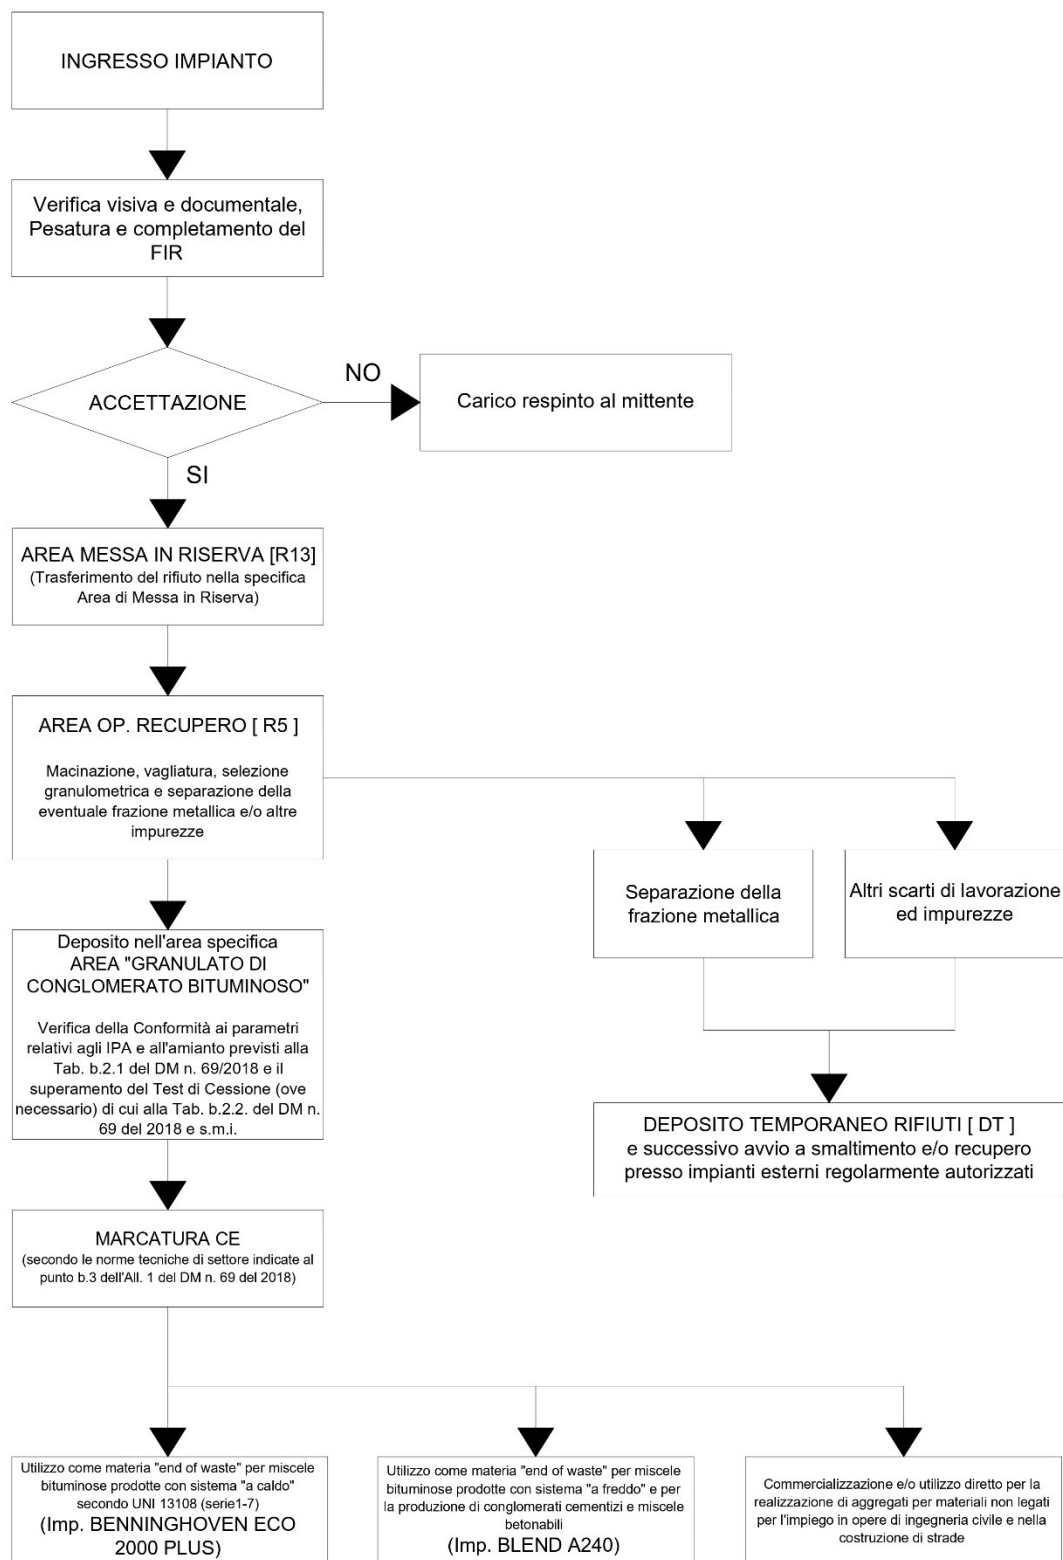 INGRESSO IMPIANTO
Verifica visiva e documentale,
Pesatura e completamento del
FIR
ACCETTAZIONE
NO
Carico respinto al mittente
SI
AREA MESSA IN RISERVA [R13]
(Trasferimento del rifiuto nella specifica
Area di Messa in Riserva)
AREA OP. RECUPERO [ R5 ]
Macinazione, vagliatura, selezione
granulometrica e separazione della
eventuale frazione metallica e/o altre
impurezze
Separazione della
frazione metallica
Altri scarti di lavorazione
ed impurezze
Deposito nell'area specifica
AREA "GRANULATO DI
CONGLOMERATO BITUMINOSO"
Verifica della Conformità ai parametri
relativi agli IPA e all'amianto previsti alla
Tab. b.2.1 del DM n. 69/2018 e il
superamento del Test di Cessione (ove
necessario) di cui alla Tab. b.2.2. del DM n.
69 del 2018 e s.m.i.
DEPOSITO TEMPORANEO RIFIUTI [ DT ]
e successivo avvio a smaltimento e/o recupero
presso impianti esterni regolarmente autorizzati
MARCATURA CE
(secondo le norme tecniche di settore indicate al
punto b.3 dell'All. 1 del DM n. 69 del 2018)
Utilizzo come materia "end of waste" per miscele
bituminose prodotte con sistema "a caldo"
secondo UNI 13108 (serie1-7)
(Imp. BENNINGHOVEN ECO
2000 PLUS)
Utilizzo come materia "end of waste" per miscele
bituminose prodotte con sistema "a freddo" e per
la produzione di conglomerati cementizi e miscele
betonabili
(Imp. BLEND A240)
Commercializzazione e/o utilizzo diretto per la
realizzazione di aggregati per materiali non legati
per l'impiego in opere di ingegneria civile e nella
costruzione di strade